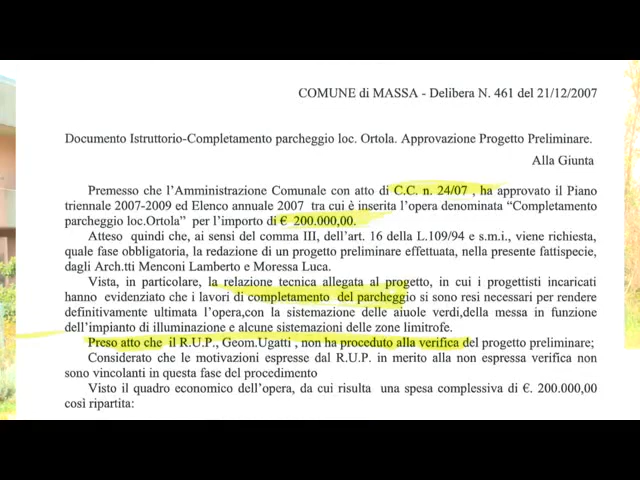 COMUNE di MASSA - Delibera N. 461 del 21/12/2007
Documento Istruttorio-Completamento parcheggio loc. Ortola. Approvazione Progetto Preliminare.
Alla Giunta
Premesso che l’Amministrazione Comunale con atto di C.C. n. 24/07 , ha approvato il Piano
triennale 2007-2009 ed Elenco annuale 2007 tra cui è inserita l’opera denominata “Completamento
parcheggio loc.Ortola” per l’importo di € 200.000,00.
Atteso quindi che, ai sensi del comma III, dell’art. 16 della L.109/94 e s.m.i., viene richiesta,
quale fase obbligatoria, la redazione di un progetto preliminare effettuata, nella presente fattispecie,
dagli Arch.tti Menconi Lamberto e Moressa Luca.
Vista, in particolare, la relazione tecnica allegata al progetto, in cui i progettisti incaricati
hanno evidenziato che i lavori di completamento del parcheggio si sono resi necessari per rendere
definitivamente ultimata l’opera,con la sistemazione delle aiuole verdi,della messa in funzione
dell’impianto di illuminazione e alcune sistemazioni delle zone limitrofe.
Preso atto che il R.U.P., Geom.Ugatti , non ha proceduto alla verifica del progetto preliminare;
Considerato che le motivazioni espresse dal R.U.P. in merito alla non espressa verifica non
sono vincolanti in questa fase del procedimento
Visto il quadro economico dell’opera, da cui risulta una spesa complessiva di €. 200.000,00
così ripartita: